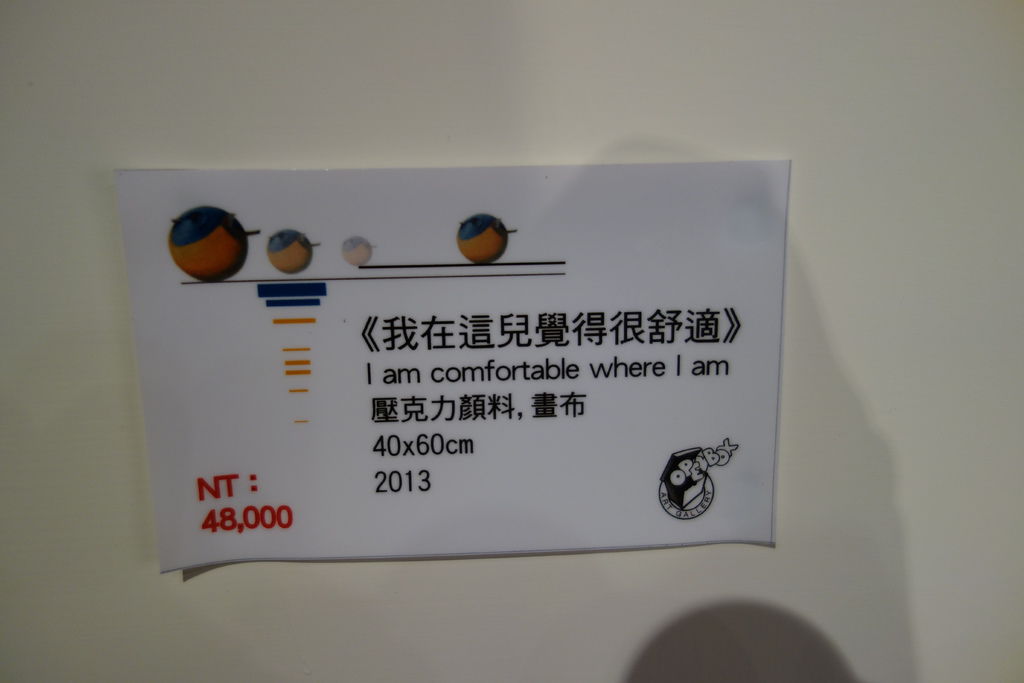 《我在這兒覺得很舒適》
I am comfortable where I am
壓克力顏料, 畫布
40x60cm
2013
NT：
48,000
OPENBOX
ART GALLERY